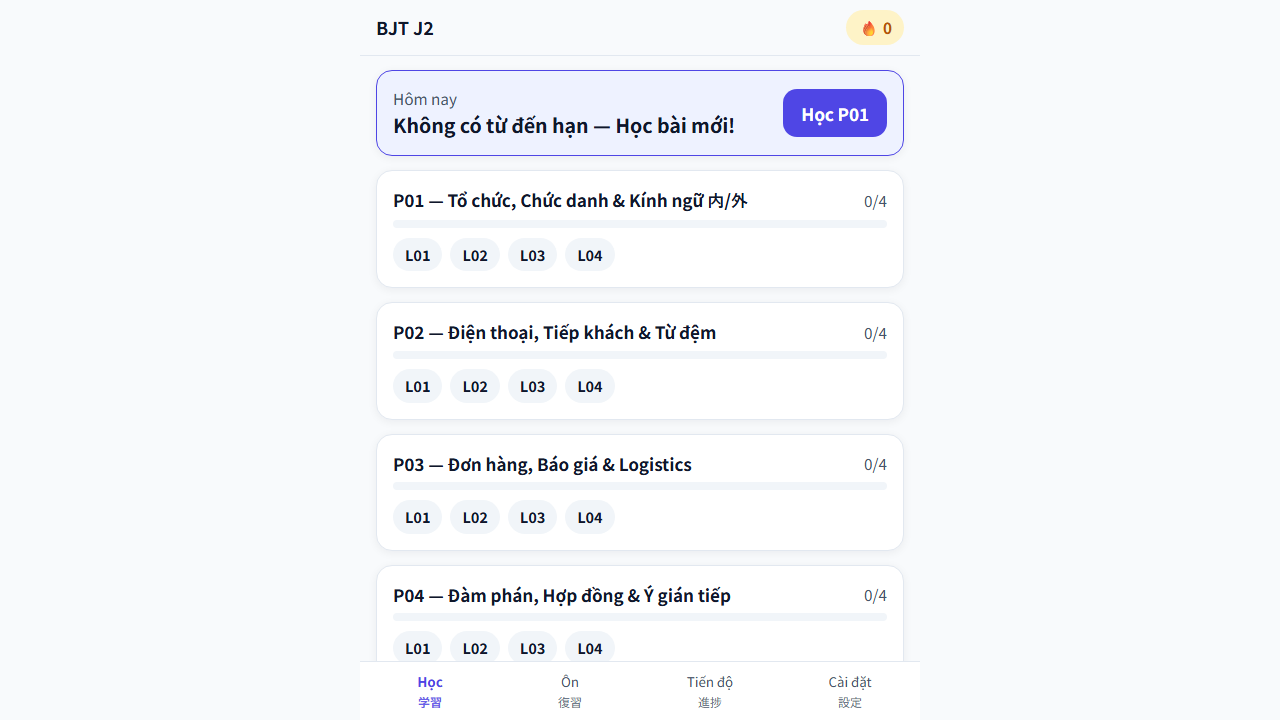 BJT J2
🔥 0
Hôm nay
Không có từ đến hạn — Học bài mới!
Học P01
P01 — Tổ chức, Chức danh & Kính ngữ 内/外
0/4
L01 L02 L03 L04
P02 — Điện thoại, Tiếp khách & Từ đệm
0/4
L01 L02 L03 L04
P03 — Đơn hàng, Báo giá & Logistics
0/4
L01 L02 L03 L04
P04 — Đàm phán, Hợp đồng & Ý gián tiếp
0/4
L01 L02 L03 L04
Học Ôn Tiến độ Cài đặt
学習 復習 進捗 設定